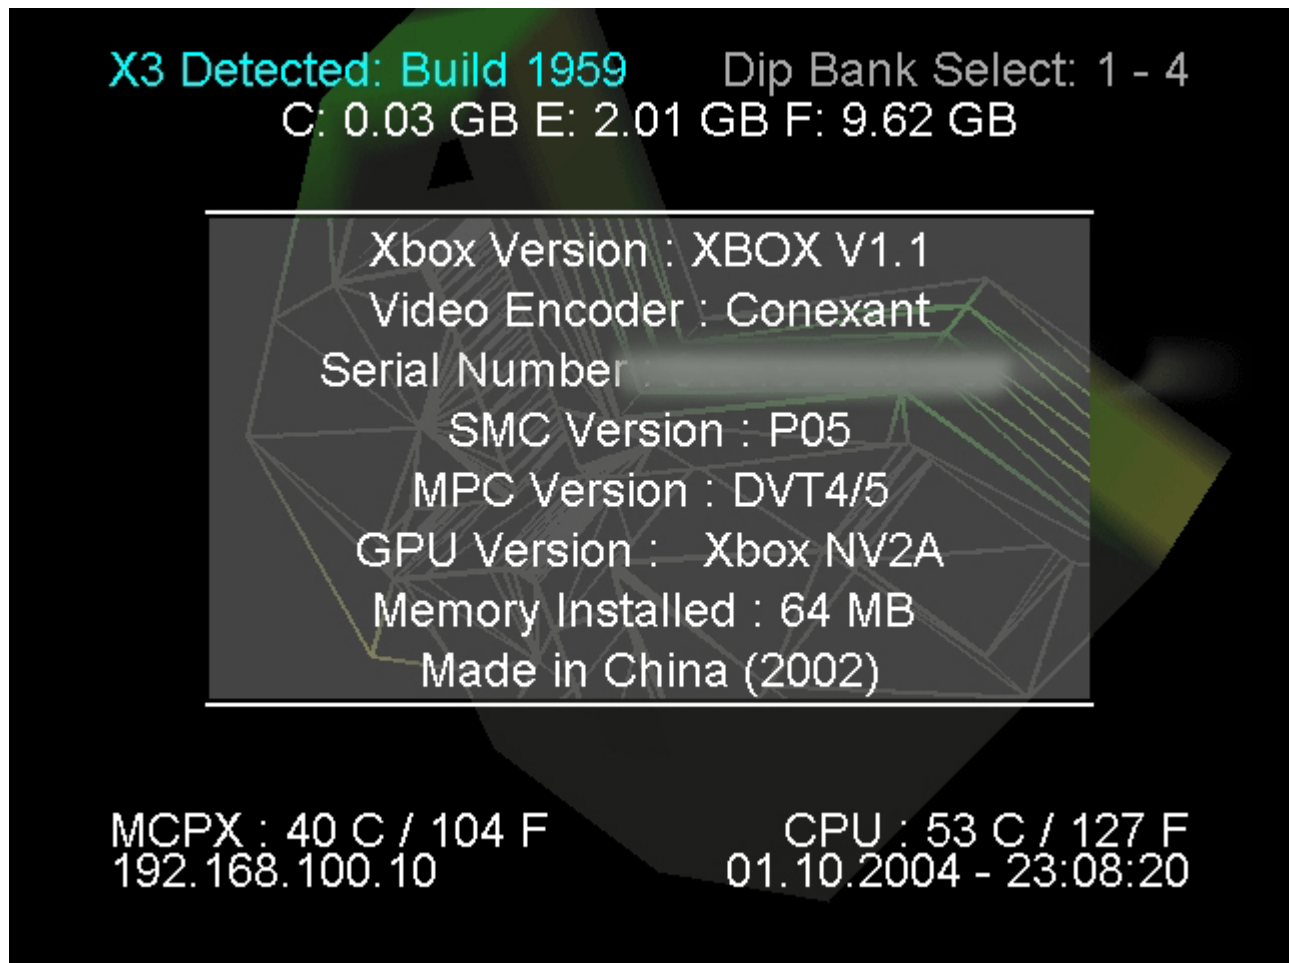 X3 Detected: Build 1959 Dip Bank Select: 1 - 4
C: 0.03 GB E: 2.01 GB F: 9.62 GB
Xbox Version : XBOX V1.1
Video Encoder : Conexant
Serial Number :
SMC Version : P05
MPC Version : DVT4/5
GPU Version : Xbox NV2A
Memory Installed : 64 MB
Made in China (2002)
MCPX : 40 C / 104 F CPU : 53 C / 127 F
192.168.100.10 01.10.2004 - 23:08:20